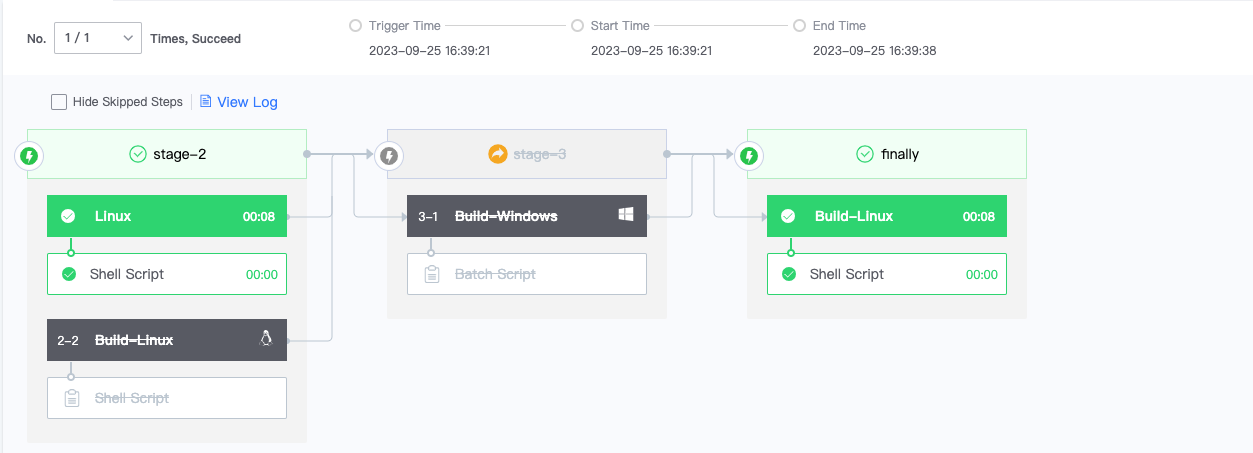 No. 1 / 1 Times, Succeed
Trigger Time Start Time End Time
2023-09-25 16:39:21 2023-09-25 16:39:21 2023-09-25 16:39:38
Hide Skipped Steps View Log
stage-2 stage-3 finally
Linux 00:08 3-1 Build-Windows Build-Linux 00:08
Shell Script 00:00 Batch Script Shell Script 00:00
2-2 Build-Linux
Shell Script